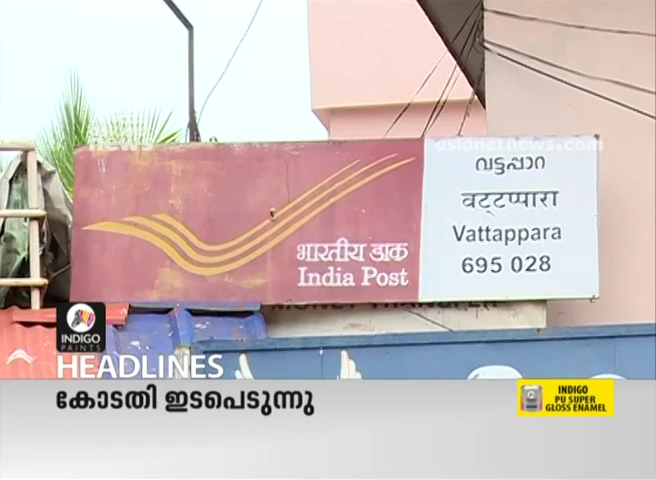 news
asianetnews.com
വട്ടപ്പാറ
वट्टप्पारा
Vattappara
695 028
भारतीय डाक
India Post
INDIGO
PAINTS
HEADLINES
കോടതി ഇടപെടുന്നു
INDIGO
PU SUPER
GLOSS ENAMEL